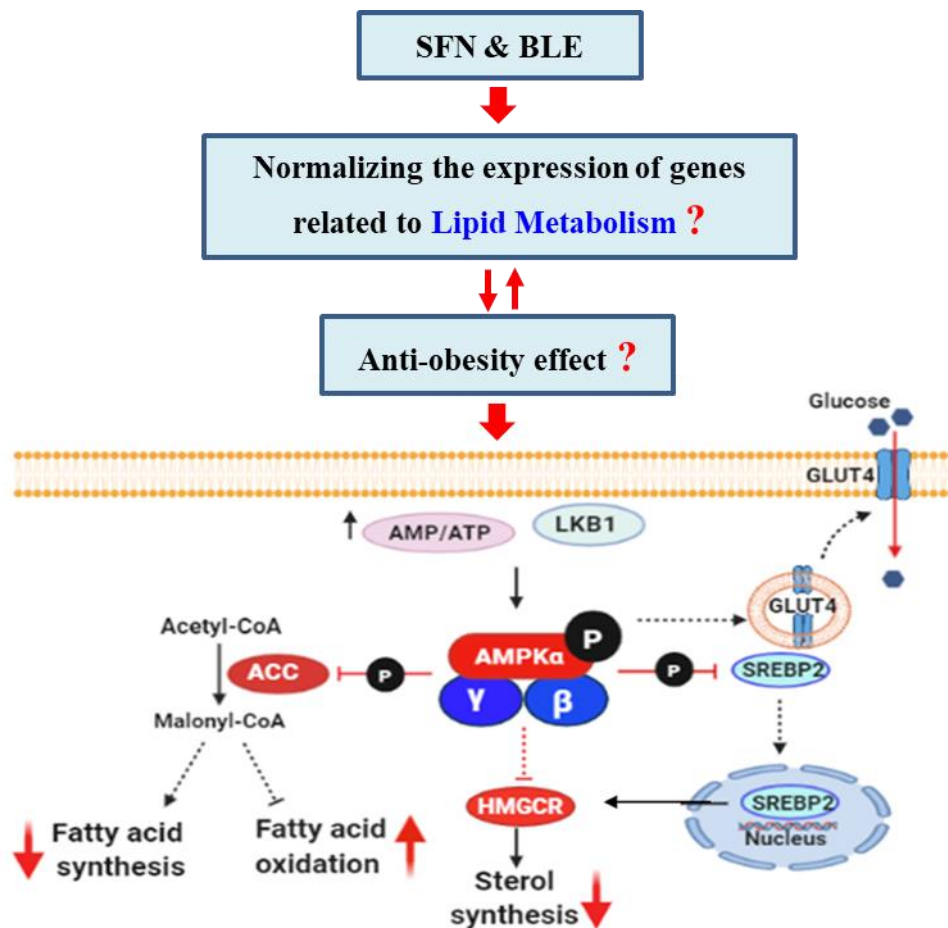 SFN & BLE
Normalizing the expression of genes
related to Lipid Metabolism ?
Anti-obesity effect ?
Glucose
GLUT4
AMP/ATP
LKB1
GLUT4
P
Acetyl-CoA
AMPKα
ACC
P
P
SREBP2
γ
β
Malonyl-CoA
HMGCR
SREBP2
Nucleus
Fatty acid
synthesis
Fatty acid
oxidation
Sterol
synthesis